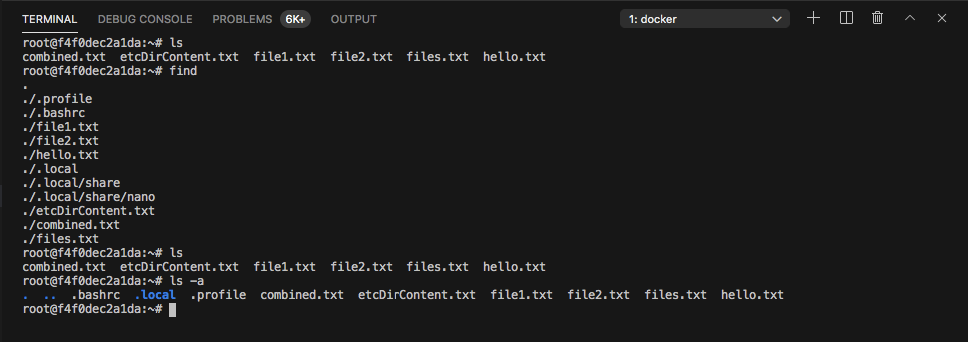 TERMINAL DEBUG CONSOLE PROBLEMS 6K+ OUTPUT 1: docker
root@f4f0dec2a1da:~# ls
combined.txt  etcDirContent.txt  file1.txt  file2.txt  files.txt  hello.txt
root@f4f0dec2a1da:~# find
.
./.profile
./.bashrc
./file1.txt
./file2.txt
./hello.txt
./.local
./.local/share
./.local/share/nano
./etcDirContent.txt
./combined.txt
./files.txt
root@f4f0dec2a1da:~# ls
combined.txt  etcDirContent.txt  file1.txt  file2.txt  files.txt  hello.txt
root@f4f0dec2a1da:~# ls -a
.  ..  .bashrc  .local  .profile  combined.txt  etcDirContent.txt  file1.txt  file2.txt  files.txt  hello.txt
root@f4f0dec2a1da:~#